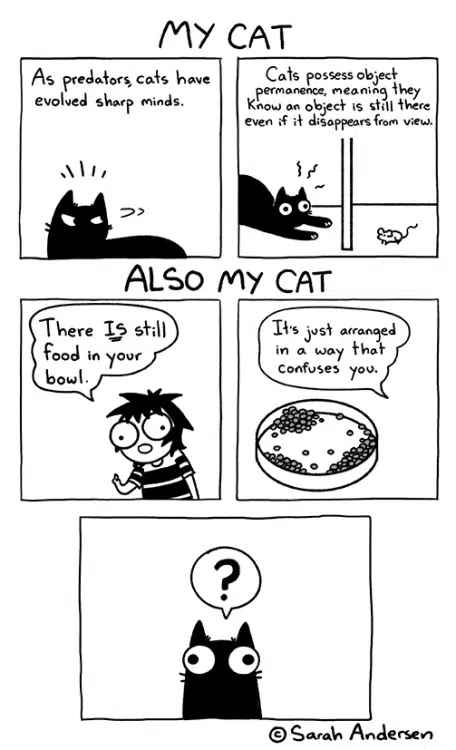 MY CAT
As predators, cats have
evolved sharp minds.
Cats possess object
permanence, meaning they
know an object is still there
even if it disappears from view.
ALSO MY CAT
There IS still
food in your
bowl.
It's just arranged
in a way that
confuses you.
?
© Sarah Andersen